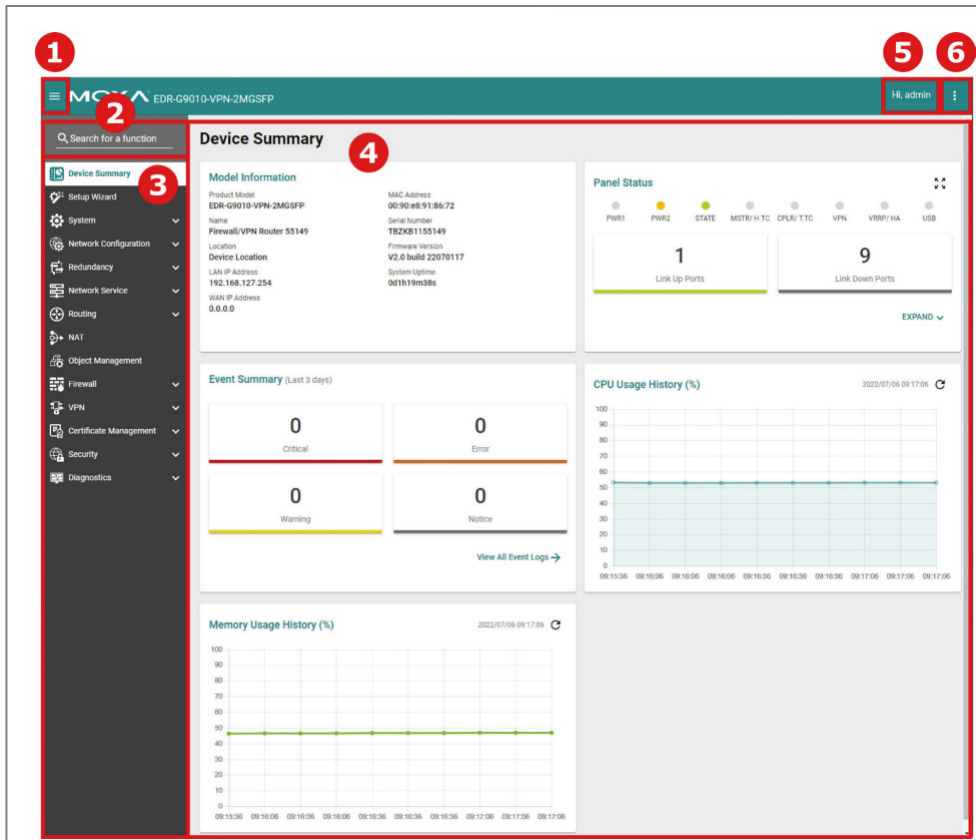 1
5
6
MOXA EDR-G9010-VPN-2MGSFP
Hi, admin
2
Search for a function
Device Summary
4
Device Summary
3
Setup Wizard
System
Network Configuration
Redundancy
Network Service
Routing
NAT
Object Management
Firewall
VPN
Certificate Management
Security
Diagnostics
Model Information
Product Model
EDR-G9010-VPN-2MGSFP
Name
Firewall/VPN Router 55149
Location
Device Location
LAN IP Address
192.168.127.254
WAN IP Address
0.0.0.0
MAC Address
00:90:e8:91:86:72
Serial Number
TBZKB1155149
Firmware Version
V2.0 build 22070117
System Uptime
0d1h19m38s
Panel Status
PWR1 PWR2 STATE MSTR/ H.TC CPLR/ T.TC VPN VRRP/ HA USB
1
Link Up Ports
9
Link Down Ports
EXPAND
Event Summary (Last 3 days)
0
Critical
0
Error
0
Warning
0
Notice
View All Event Logs
CPU Usage History (%)
2022/07/06 09:17:06
100
90
80
70
60
50
40
30
20
10
0
09:15:36 09:16:06 09:16:06 09:16:06 09:16:36 09:16:36 09:16:36 09:17:06 09:17:06 09:17:06
Memory Usage History (%)
2022/07/06 09:17:06
100
90
80
70
60
50
40
30
20
10
0
09:15:36 09:16:06 09:16:06 09:16:06 09:16:36 09:16:36 09:16:36 09:17:06 09:17:06 09:17:06